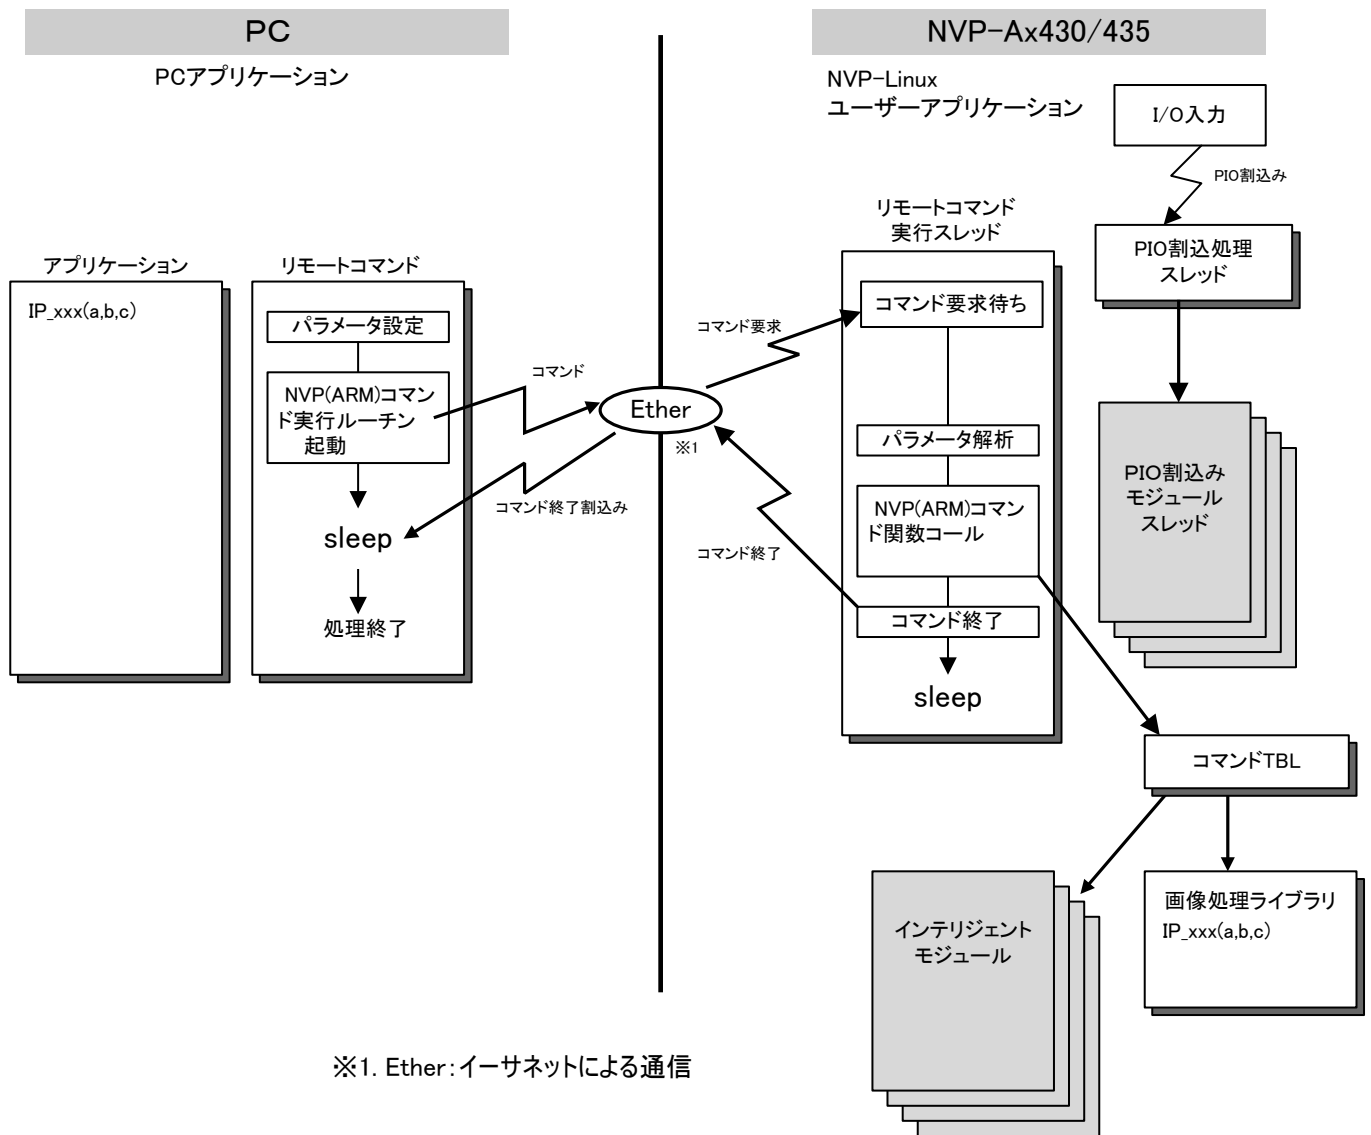 PC
PCアプリケーション
アプリケーション
IP_xxx(a,b,c)
リモートコマンド
パラメータ設定
NVP(ARM)コマン
ド実行ルーチン
起動
sleep
処理終了
コマンド
コマンド終了割込み
Ether
※1
コマンド要求
コマンド終了
NVP-Ax430/435
NVP-Linux
ユーザーアプリケーション
リモートコマンド
実行スレッド
コマンド要求待ち
パラメータ解析
NVP(ARM)コマン
ド関数コール
コマンド終了
sleep
I/O入力
PIO割込み
PIO割込処理
スレッド
PIO割込み
モジュール
スレッド
コマンドTBL
インテリジェント
モジュール
画像処理ライブラリ
IP_xxx(a,b,c)
※1. Ether:イーサネットによる通信